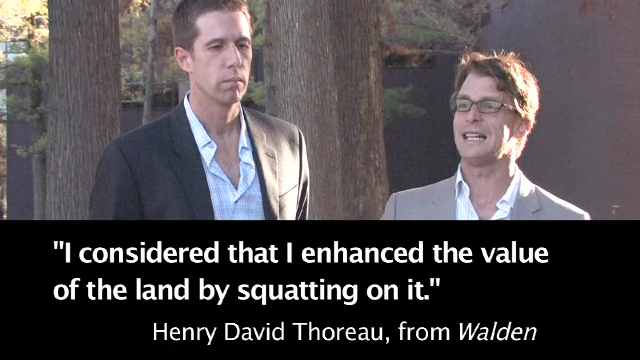 "I considered that I enhanced the value
of the land by squatting on it."
Henry David Thoreau, from Walden